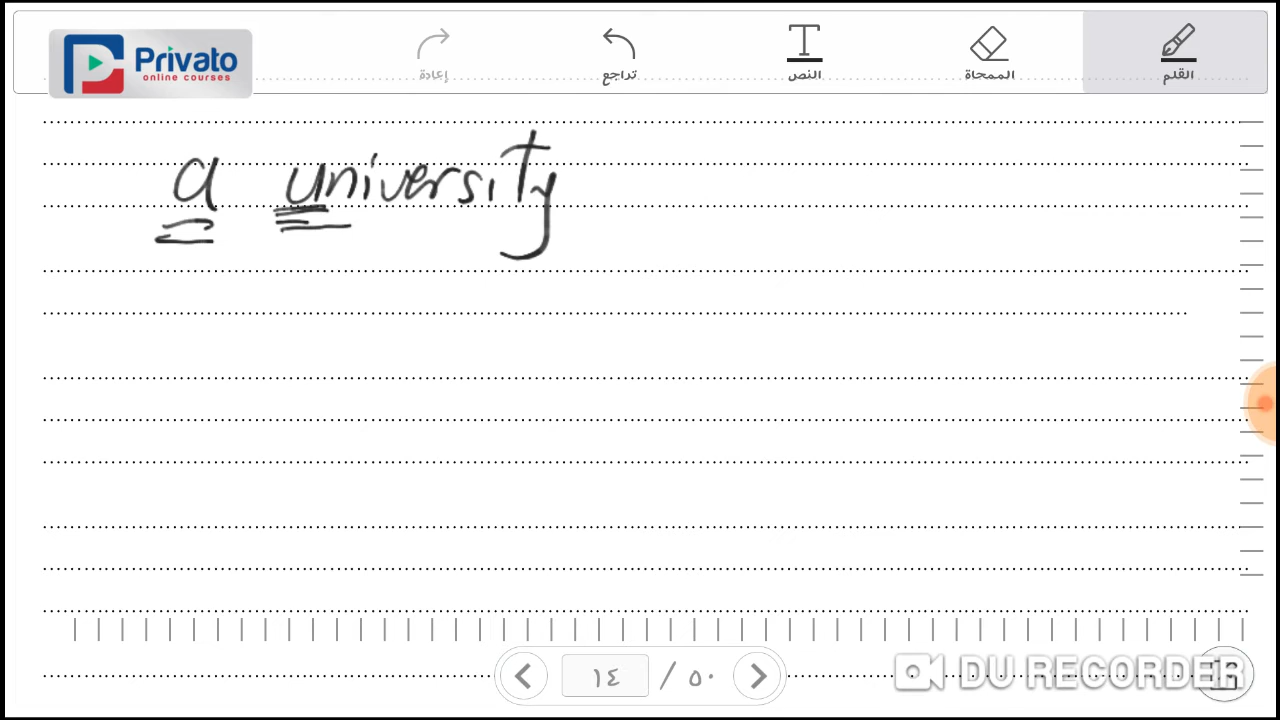 Privato
online courses
إعادة
تراجع
النص
الممحاة
القلم
a university
١٤ / ٥٠
DU RECORDER